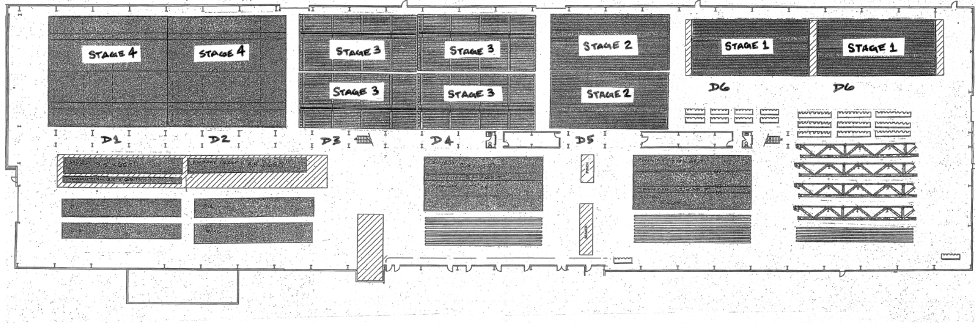 STAGE 4 STAGE 4 STAGE 3 STAGE 3 STAGE 2 STAGE 1 STAGE 1
STAGE 3 STAGE 3 STAGE 2
D6 D6
D1 D2 D3 D4 D5